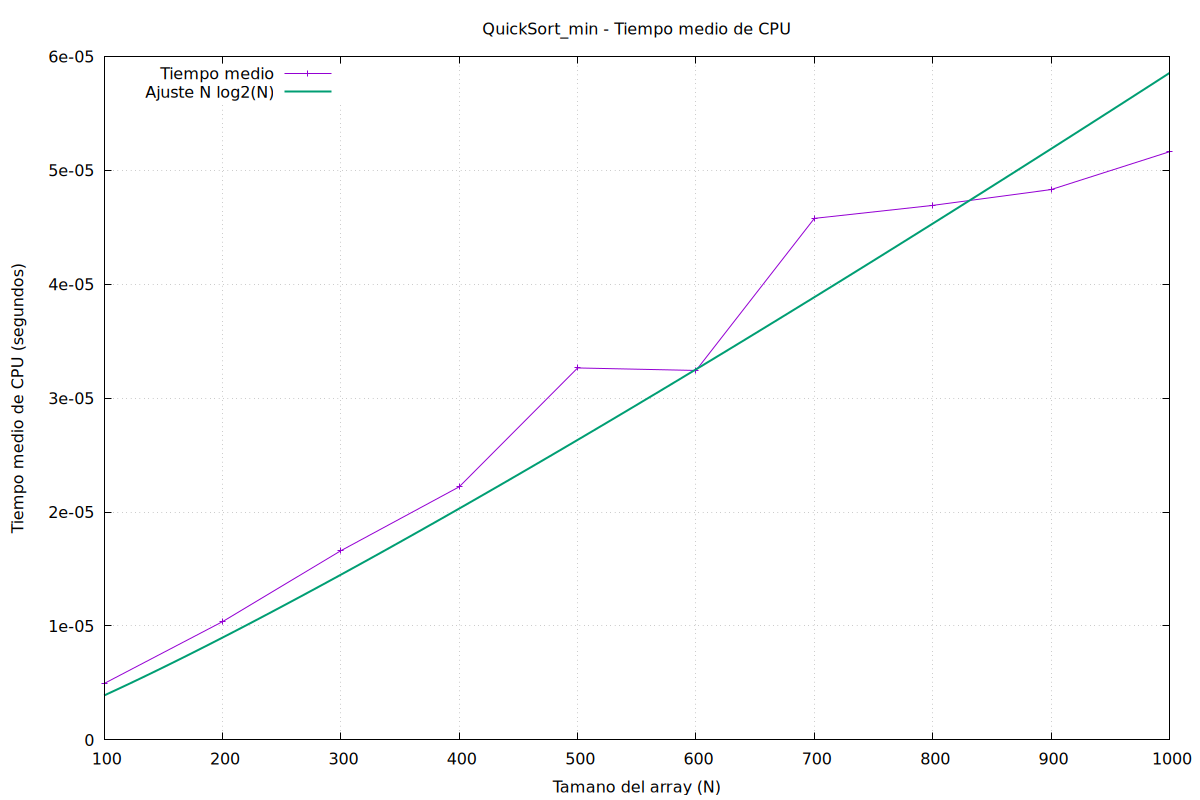 QuickSort_min - Tiempo medio de CPU
6e-05
5e-05
4e-05
3e-05
2e-05
1e-05
0
Tiempo medio
Ajuste N log2(N)
Tiempo medio de CPU (segundos)
100 200 300 400 500 600 700 800 900 1000
Tamano del array (N)